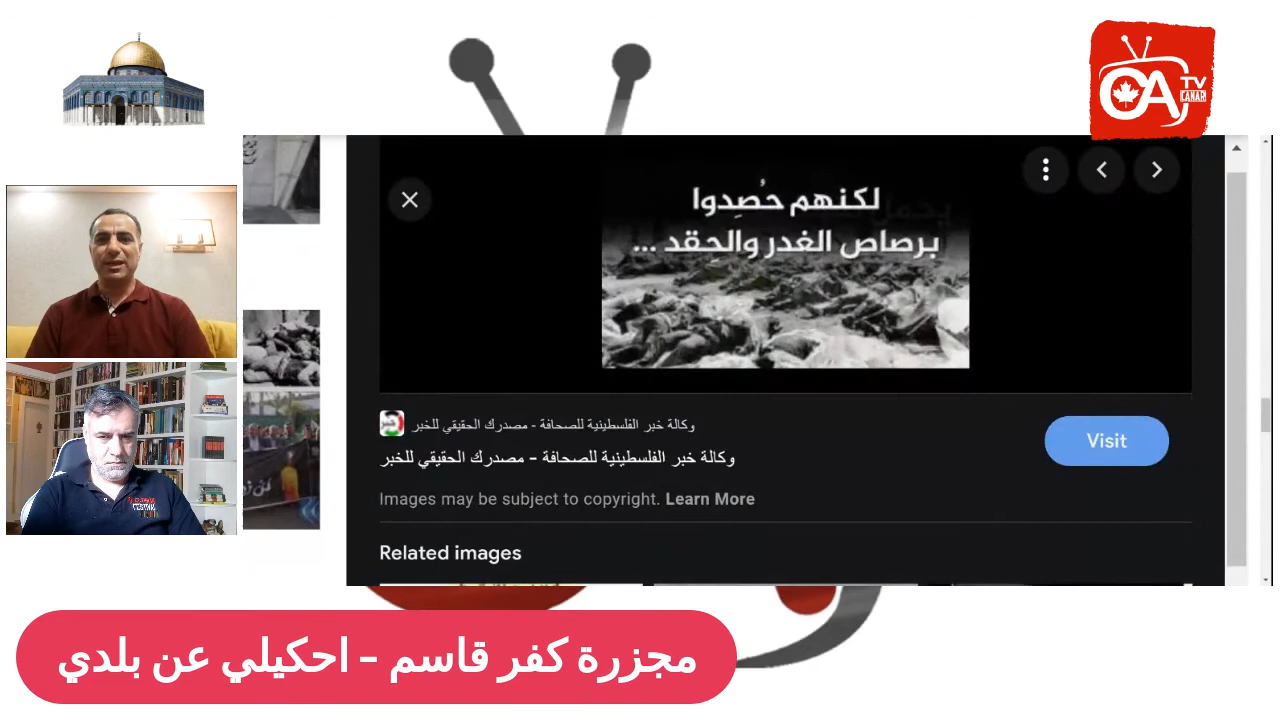 CA TV
CANAR
لكنهم حُصِدوا
برصاص الغدر والحِقد ...
وكالة خبر الفلسطينية للصحافة - مصدرك الحقيقي للخبر
Visit
وكالة خبر الفلسطينية للصحافة - مصدرك الحقيقي للخبر
Images may be subject to copyright. Learn More
Related images
مجزرة كفر قاسم - احكيلي عن بلدي